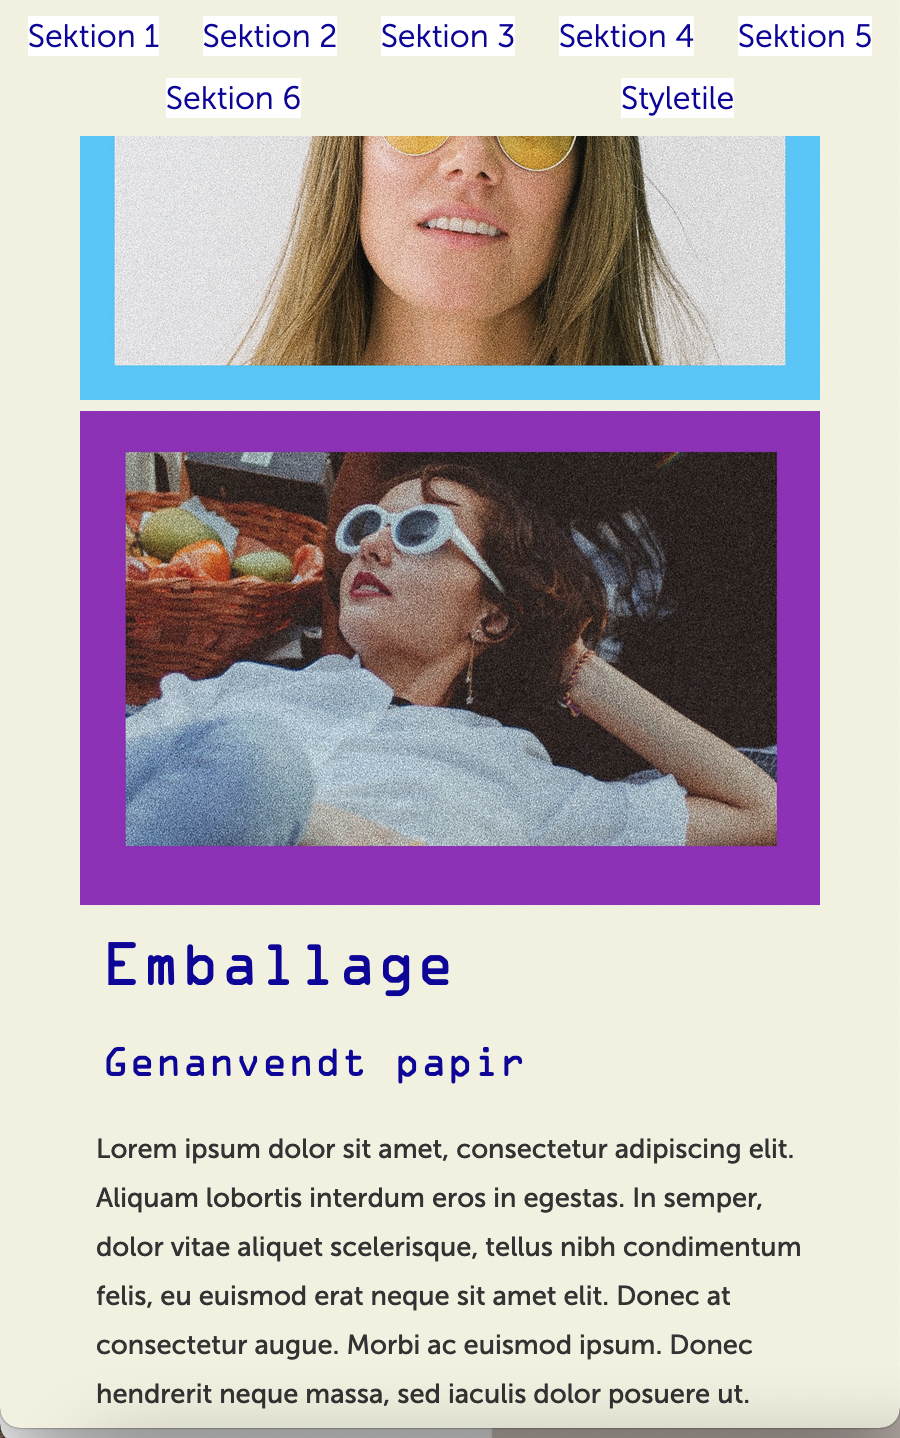 Sektion 1 Sektion 2 Sektion 3 Sektion 4 Sektion 5
Sektion 6 Styletile
Emballage
Genanvendt papir
Lorem ipsum dolor sit amet, consectetur adipiscing elit.
Aliquam lobortis interdum eros in egestas. In semper,
dolor vitae aliquet scelerisque, tellus nibh condimentum
felis, eu euismod erat neque sit amet elit. Donec at
consectetur augue. Morbi ac euismod ipsum. Donec
hendrerit neque massa, sed iaculis dolor posuere ut.